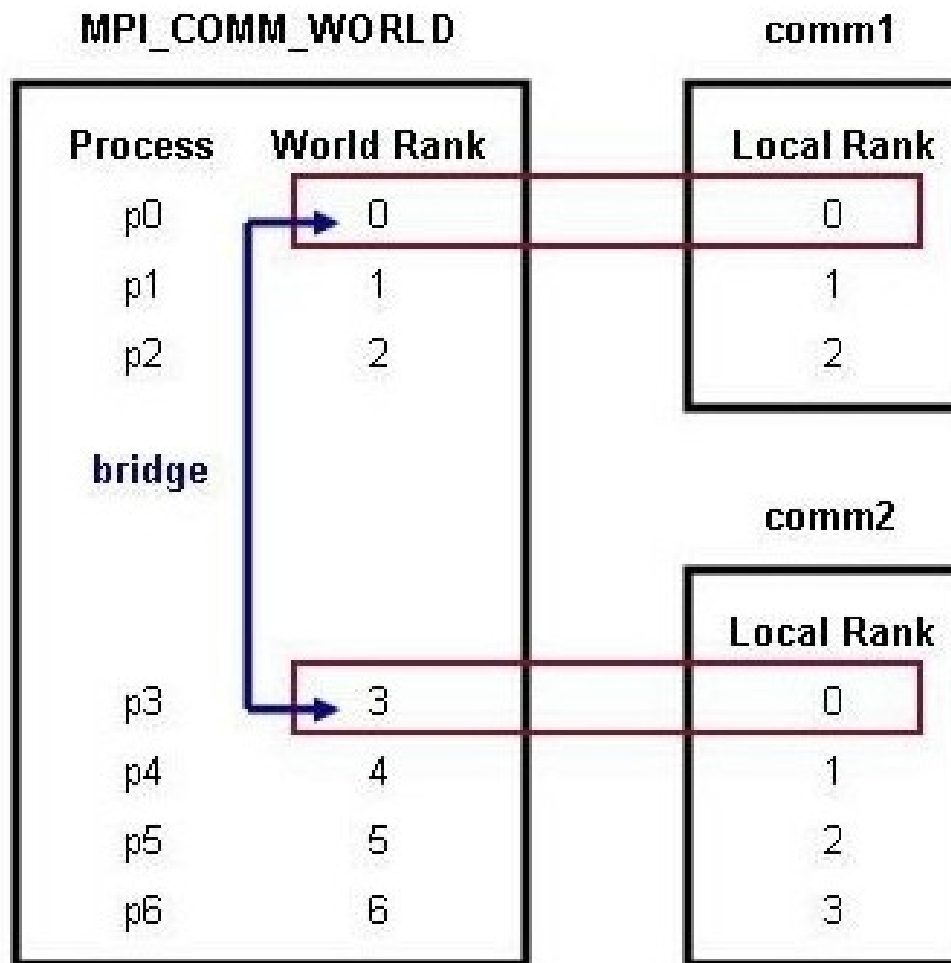 MPI_COMM_WORLD comm1
Process World Rank Local Rank
p0 0 0
p1 1 1
p2 2 2
bridge
comm2
Local Rank
p3 3 0
p4 4 1
p5 5 2
p6 6 3